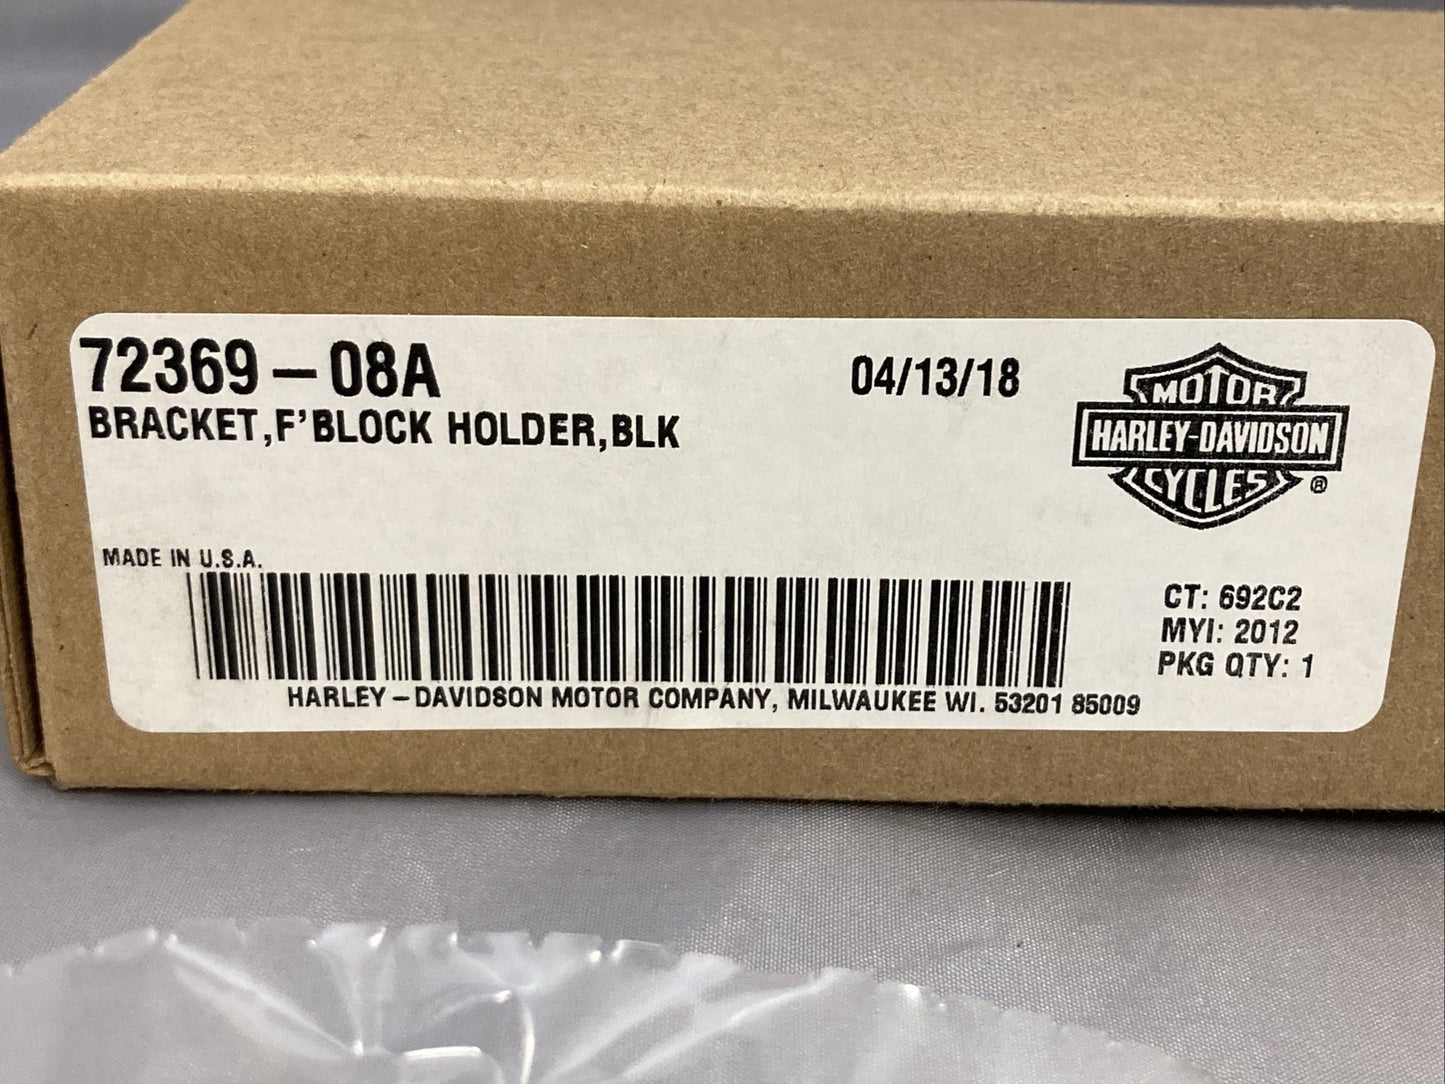 72369-08A
04/13/18
BRACKET,F'BLOCK HOLDER,BLK
MOTOR
HARLEY-DAVIDSON
CYCLES
®
MADE IN U.S.A.
CT: 692C2
MYI: 2012
PKG QTY: 1
HARLEY-DAVIDSON MOTOR COMPANY, MILWAUKEE WI. 53201 85009